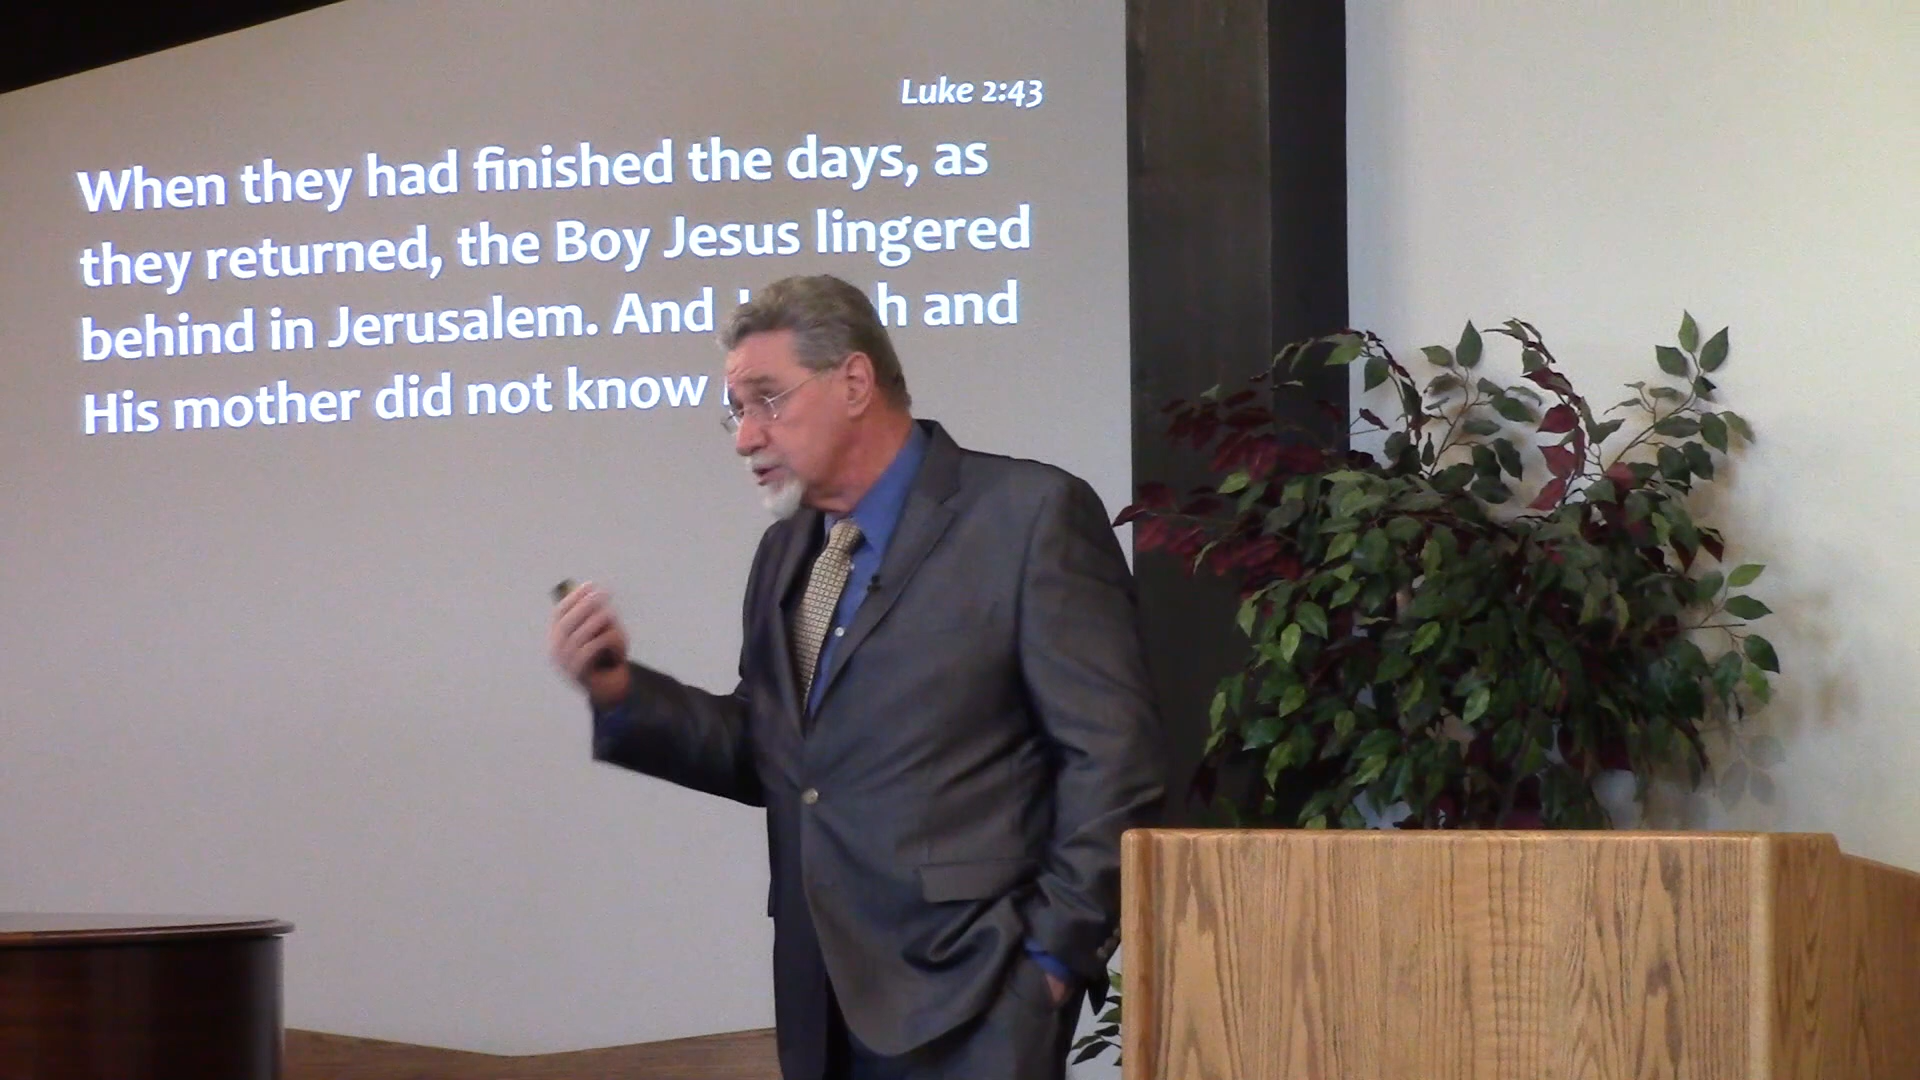 Luke 2:43
When they had finished the days, as
they returned, the Boy Jesus lingered
behind in Jerusalem. And and
His mother did not know